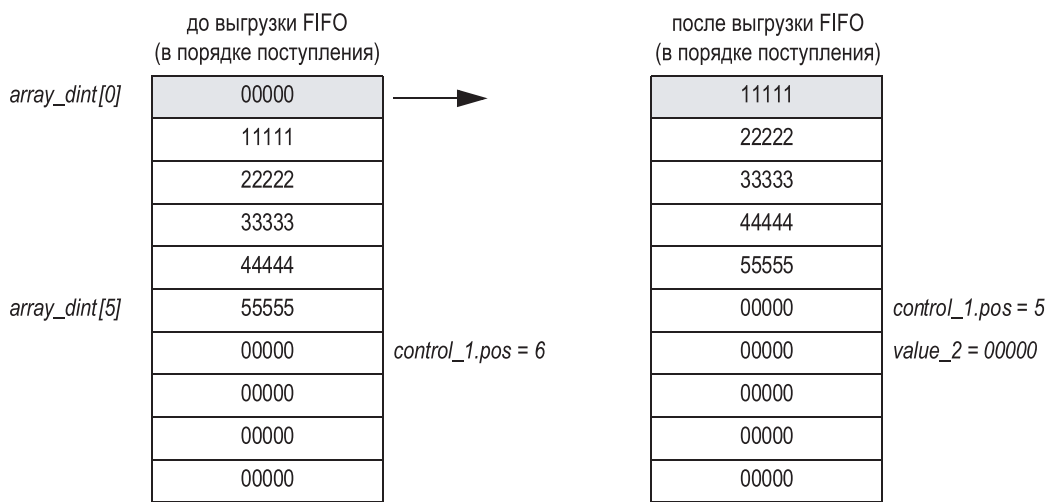 до выгрузки FIFO
(в порядке поступления)
после выгрузки FIFO
(в порядке поступления)
array_dint[0] 00000 11111
11111 22222
22222 33333
33333 44444
44444 55555
array_dint[5] 55555 00000 control_1.pos = 5
00000 control_1.pos = 6 00000 value_2 = 00000
00000 00000
00000 00000
00000 00000